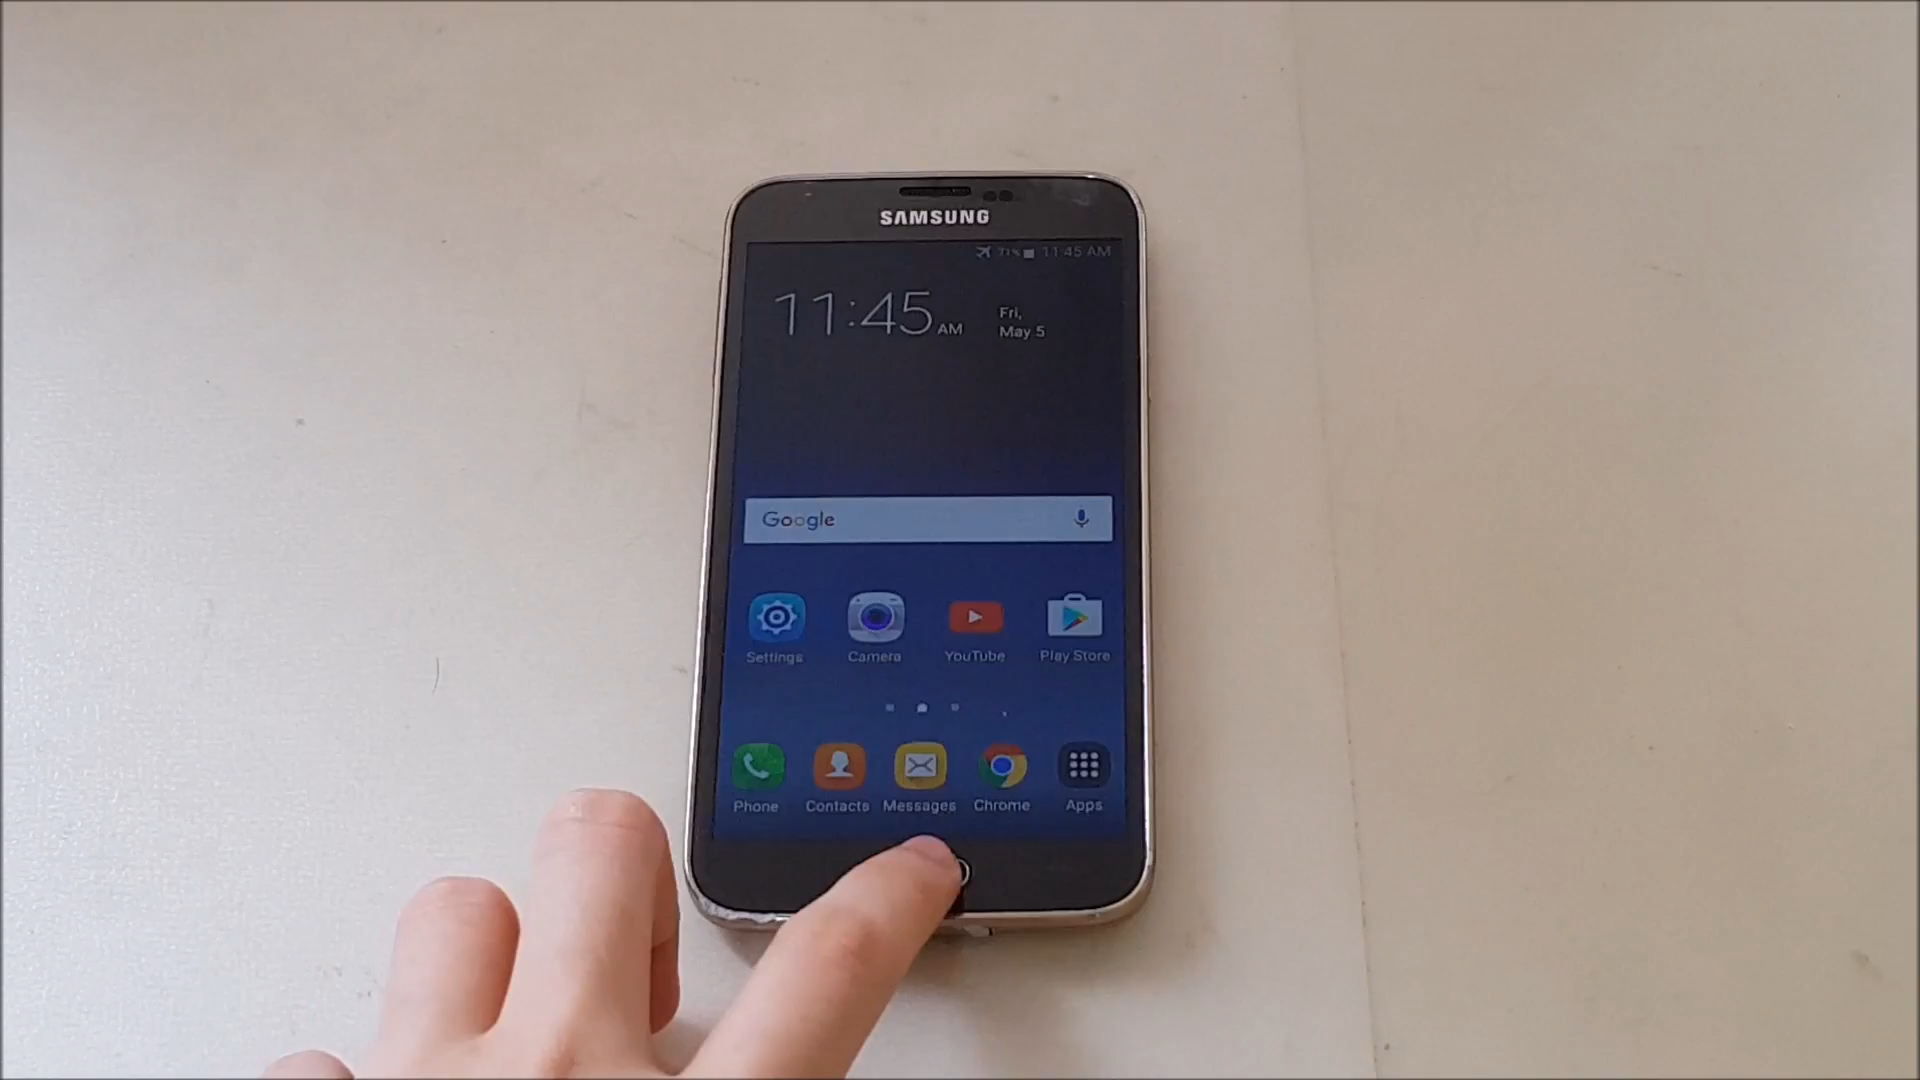 SAMSUNG
71% 11:45 AM
11:45 AM
Fri,
May 5
Google
Settings Camera YouTube Play Store
Phone Contacts Messages Chrome Apps